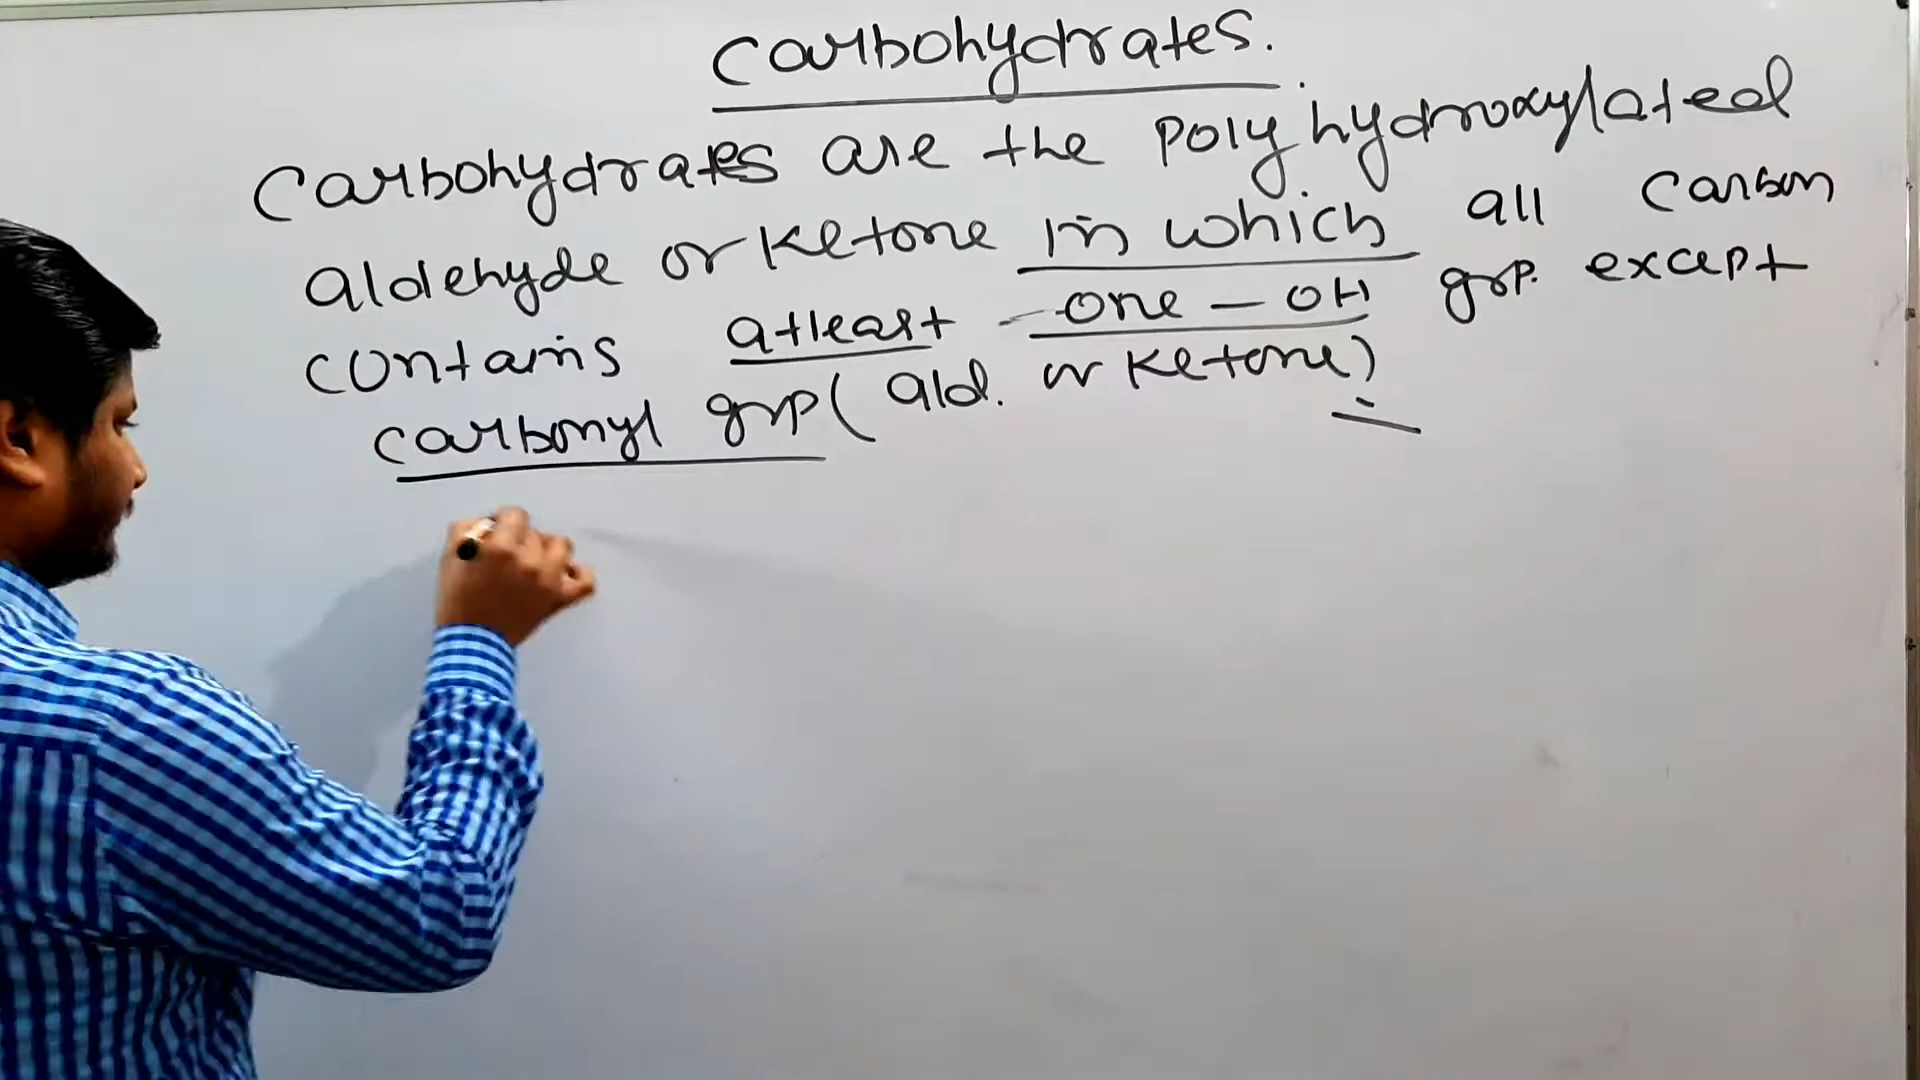 Carbohydrates.
Carbohydrates are the Polyhydroxylated
aldehyde or Ketone in which all Carbon
contains atleast one - OH grp. except
carbonyl grp ( ald. or Ketone)